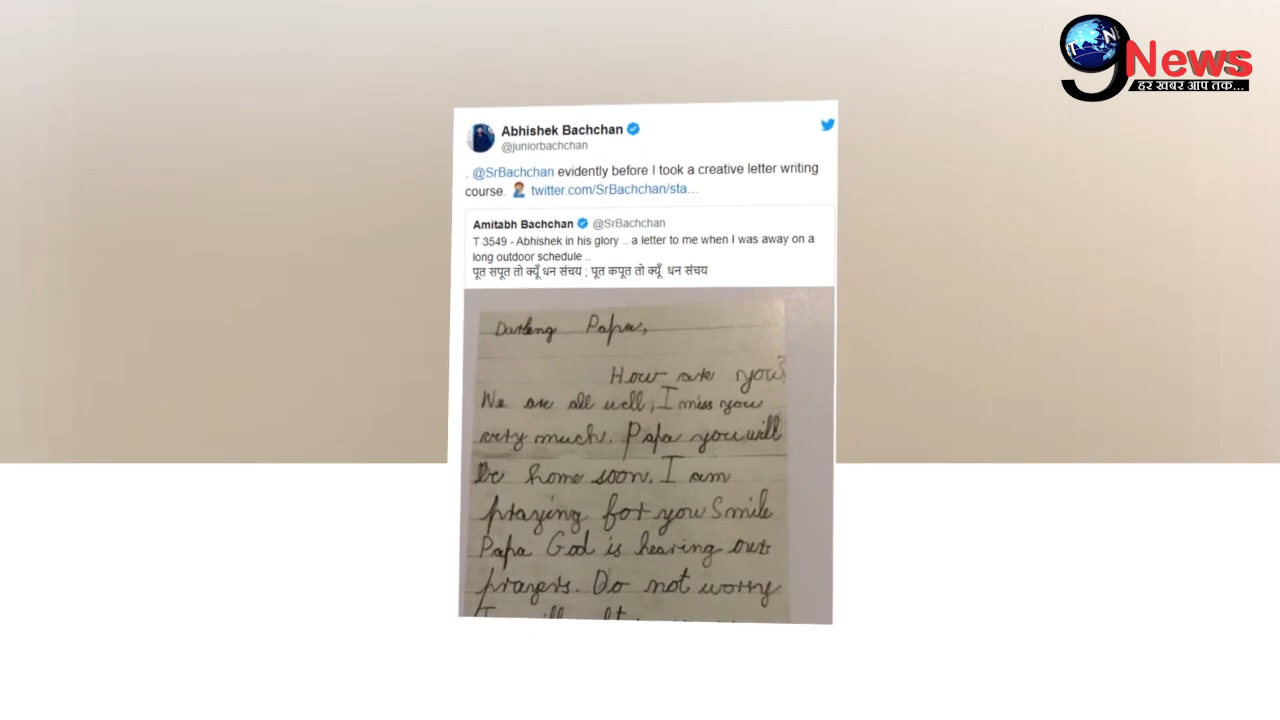 TN
9 News
हर खबर आप तक...
Abhishek Bachchan
@juniorbachchan
. @SrBachchan evidently before I took a creative letter writing
course. 🤦🏽‍♂️ twitter.com/SrBachchan/sta...
Amitabh Bachchan @SrBachchan
T 3549 - Abhishek in his glory .. a letter to me when I was away on a
long outdoor schedule ..
पूत सपूत तो क्यूँ धन संचय ; पूत कपूत तो क्यूँ धन संचय
Darleng Papa,
How are you?
We are all well, I miss you
very much. Papa you will
be home soon. I am
praying for you Smile
Papa God is hearing our
prayers. Do not worry